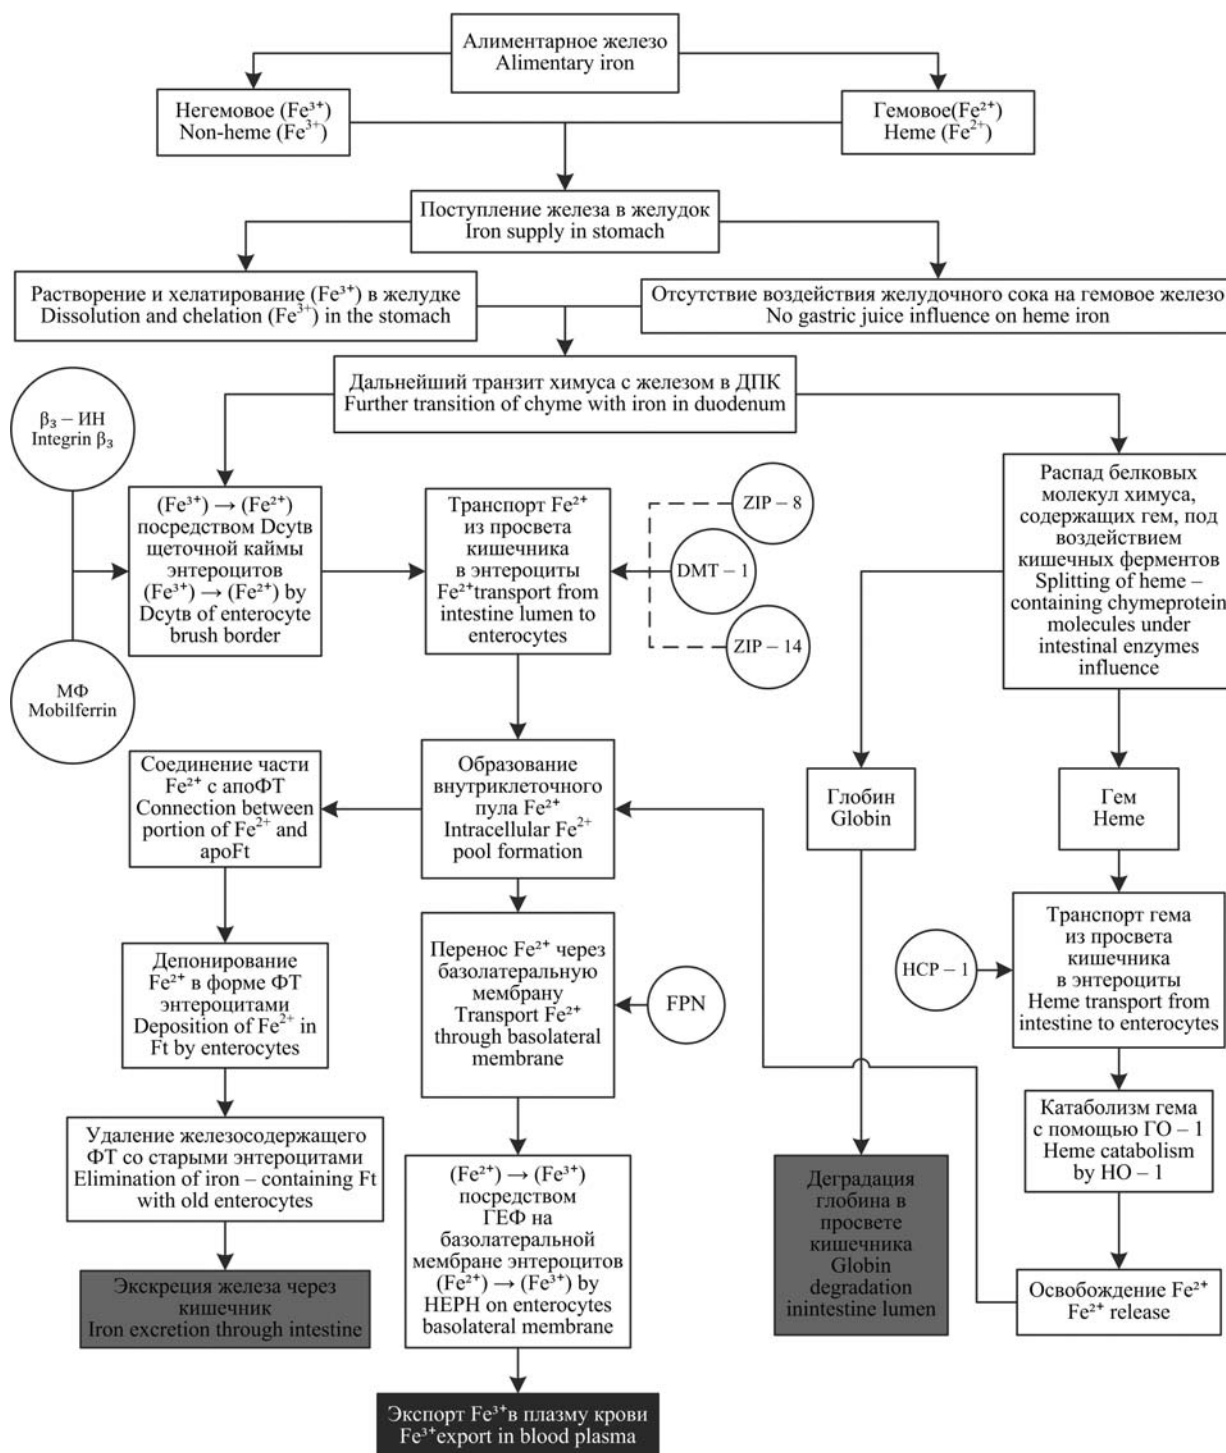 Алиментарное железо
Alimentary iron
Негемовое (Fe³⁺)
Non-heme (Fe³⁺)
Гемовое(Fe²⁺)
Heme (Fe²⁺)
Поступление железа в желудок
Iron supply in stomach
Растворение и хелатирование (Fe³⁺) в желудке
Dissolution and chelation (Fe³⁺) in the stomach
Отсутствие воздействия желудочного сока на гемовое железо
No gastric juice influence on heme iron
Дальнейший транзит химуса с железом в ДПК
Further transition of chyme with iron in duodenum
β₃ – ИН
Integrin β₃
(Fe³⁺) → (Fe²⁺)
посредством Dcytв
щеточной каймы
энтероцитов
(Fe³⁺) → (Fe²⁺) by
Dcytв of enterocyte
brush border
МФ
Mobilferrin
Транспорт Fe²⁺
из просвета
кишечника
в энтероциты
Fe²⁺transport from
intestine lumen to
enterocytes
ZIP – 8
DMT – 1
ZIP – 14
Распад белковых
молекул химуса,
содержащих гем, под
воздействием
кишечных ферментов
Splitting of heme –
containing chymeprotein
molecules under
intestinal enzymes
influence
Соединение части
Fe²⁺ с апоФТ
Connection between
portion of Fe²⁺ and
apoFt
Образование
внутриклеточного
пула Fe²⁺
Intracellular Fe²⁺
pool formation
Глобин
Globin
Гем
Heme
Депонирование
Fe²⁺ в форме ФТ
энтероцитами
Deposition of Fe²⁺ in
Ft by enterocytes
Перенос Fe²⁺ через
базолатеральную
мембрану
Transport Fe²⁺
through basolateral
membrane
FPN
HCP – 1
Транспорт гема
из просвета
кишечника
в энтероциты
Heme transport from
intestine to enterocytes
Удаление железосодержащего
ФТ со старыми энтероцитами
Elimination of iron – containing Ft
with old enterocytes
(Fe²⁺) → (Fe³⁺)
посредством
ГЕФ на
базолатеральной
мембране энтероцитов
(Fe²⁺) → (Fe³⁺) by
HEPH on enterocytes
basolateral membrane
Деградация
глобина в
просвете
кишечника
Globin
degradation
inintestine lumen
Катаболизм гема
с помощью ГО – 1
Heme catabolism
by HO – 1
Экскреция железа через
кишечник
Iron excretion through intestine
Освобождение Fe²⁺
Fe²⁺ release
Экспорт Fe³⁺в плазму крови
Fe³⁺export in blood plasma